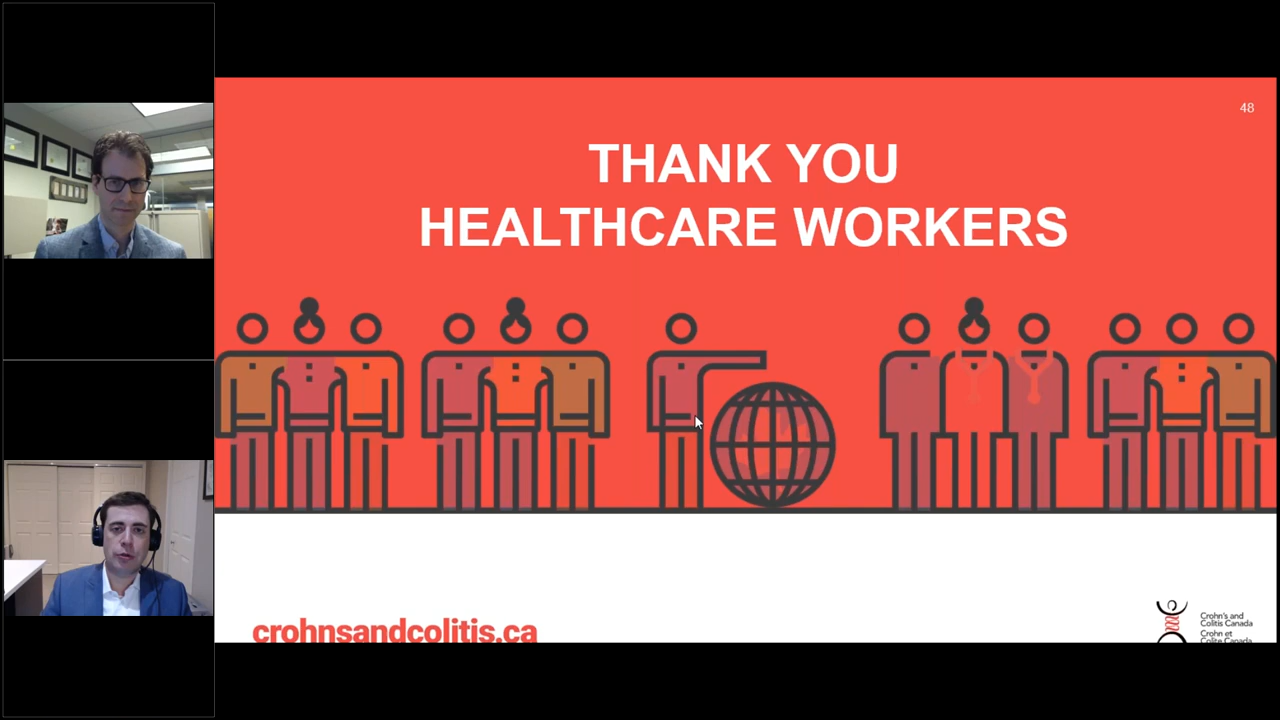 48
THANK YOU
HEALTHCARE WORKERS
crohnsandcolitis.ca
Crohn's and
Colitis Canada
Crohn et
Colite Canada